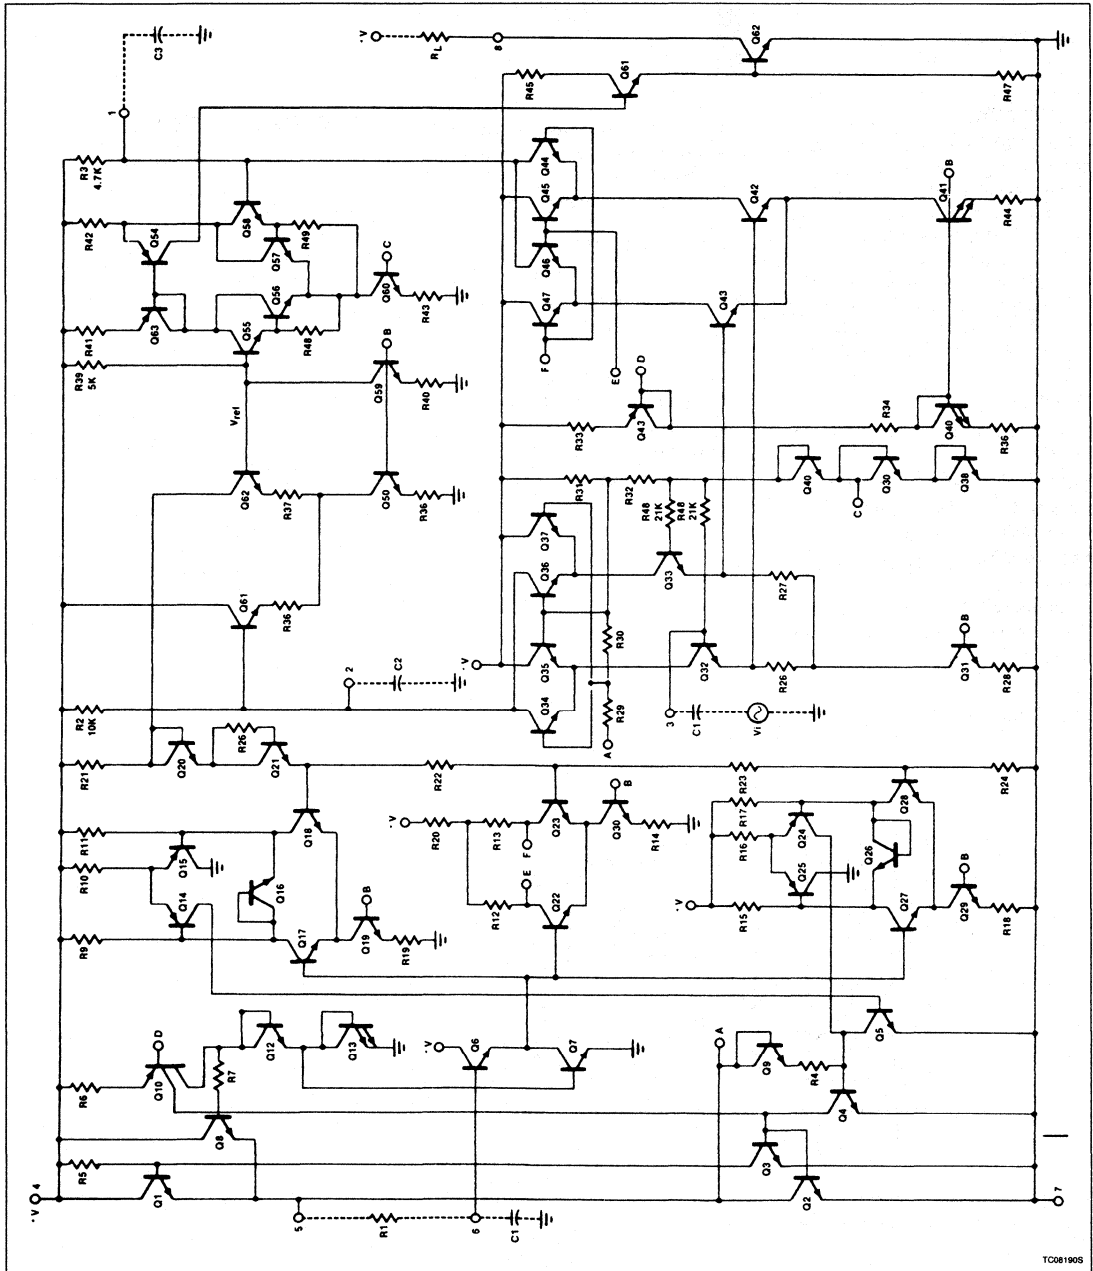 +V
4
R5
Q1
5
R1
6
C1
Q3
Q2
7
R6
Q10
D
Q8
R7
Q12
Q13
+V
Q6
Q7
A
Q9
R4
Q4
Q5
R9
R10
R11
Q14
Q15
Q16
Q17
Q18
Q19
B
R19
+V
R20
R12
R13
E
F
Q22
Q23
Q30
B
R14
+V
R15
R16
R17
Q25
Q24
Q26
Q27
Q28
Q29
B
R18
R21
Q20
R26
Q21
R22
R23
R24
R2
10K
2
C2
Q61
R36
Q62
R37
Q50
R36
Vref
R39
5K
Q59
B
R40
R41
R42
Q63
Q54
Q55
Q56
Q57
Q58
R48
R49
Q60
C
R43
R3
4.7K
1
C3
+V
Q34
Q35
Q36
Q37
R29
R30
A
R31
R32
R48
21K
R48
21K
3
C1
Vi
Q32
Q33
R26
R27
Q31
B
R28
Q40
C
Q30
Q38
R33
Q43
D
R34
Q40
R36
F
E
Q47
Q46
Q45
Q44
Q43
Q42
Q41
B
R44
R45
Q61
R47
+V
RL
8
Q62
TC08190S